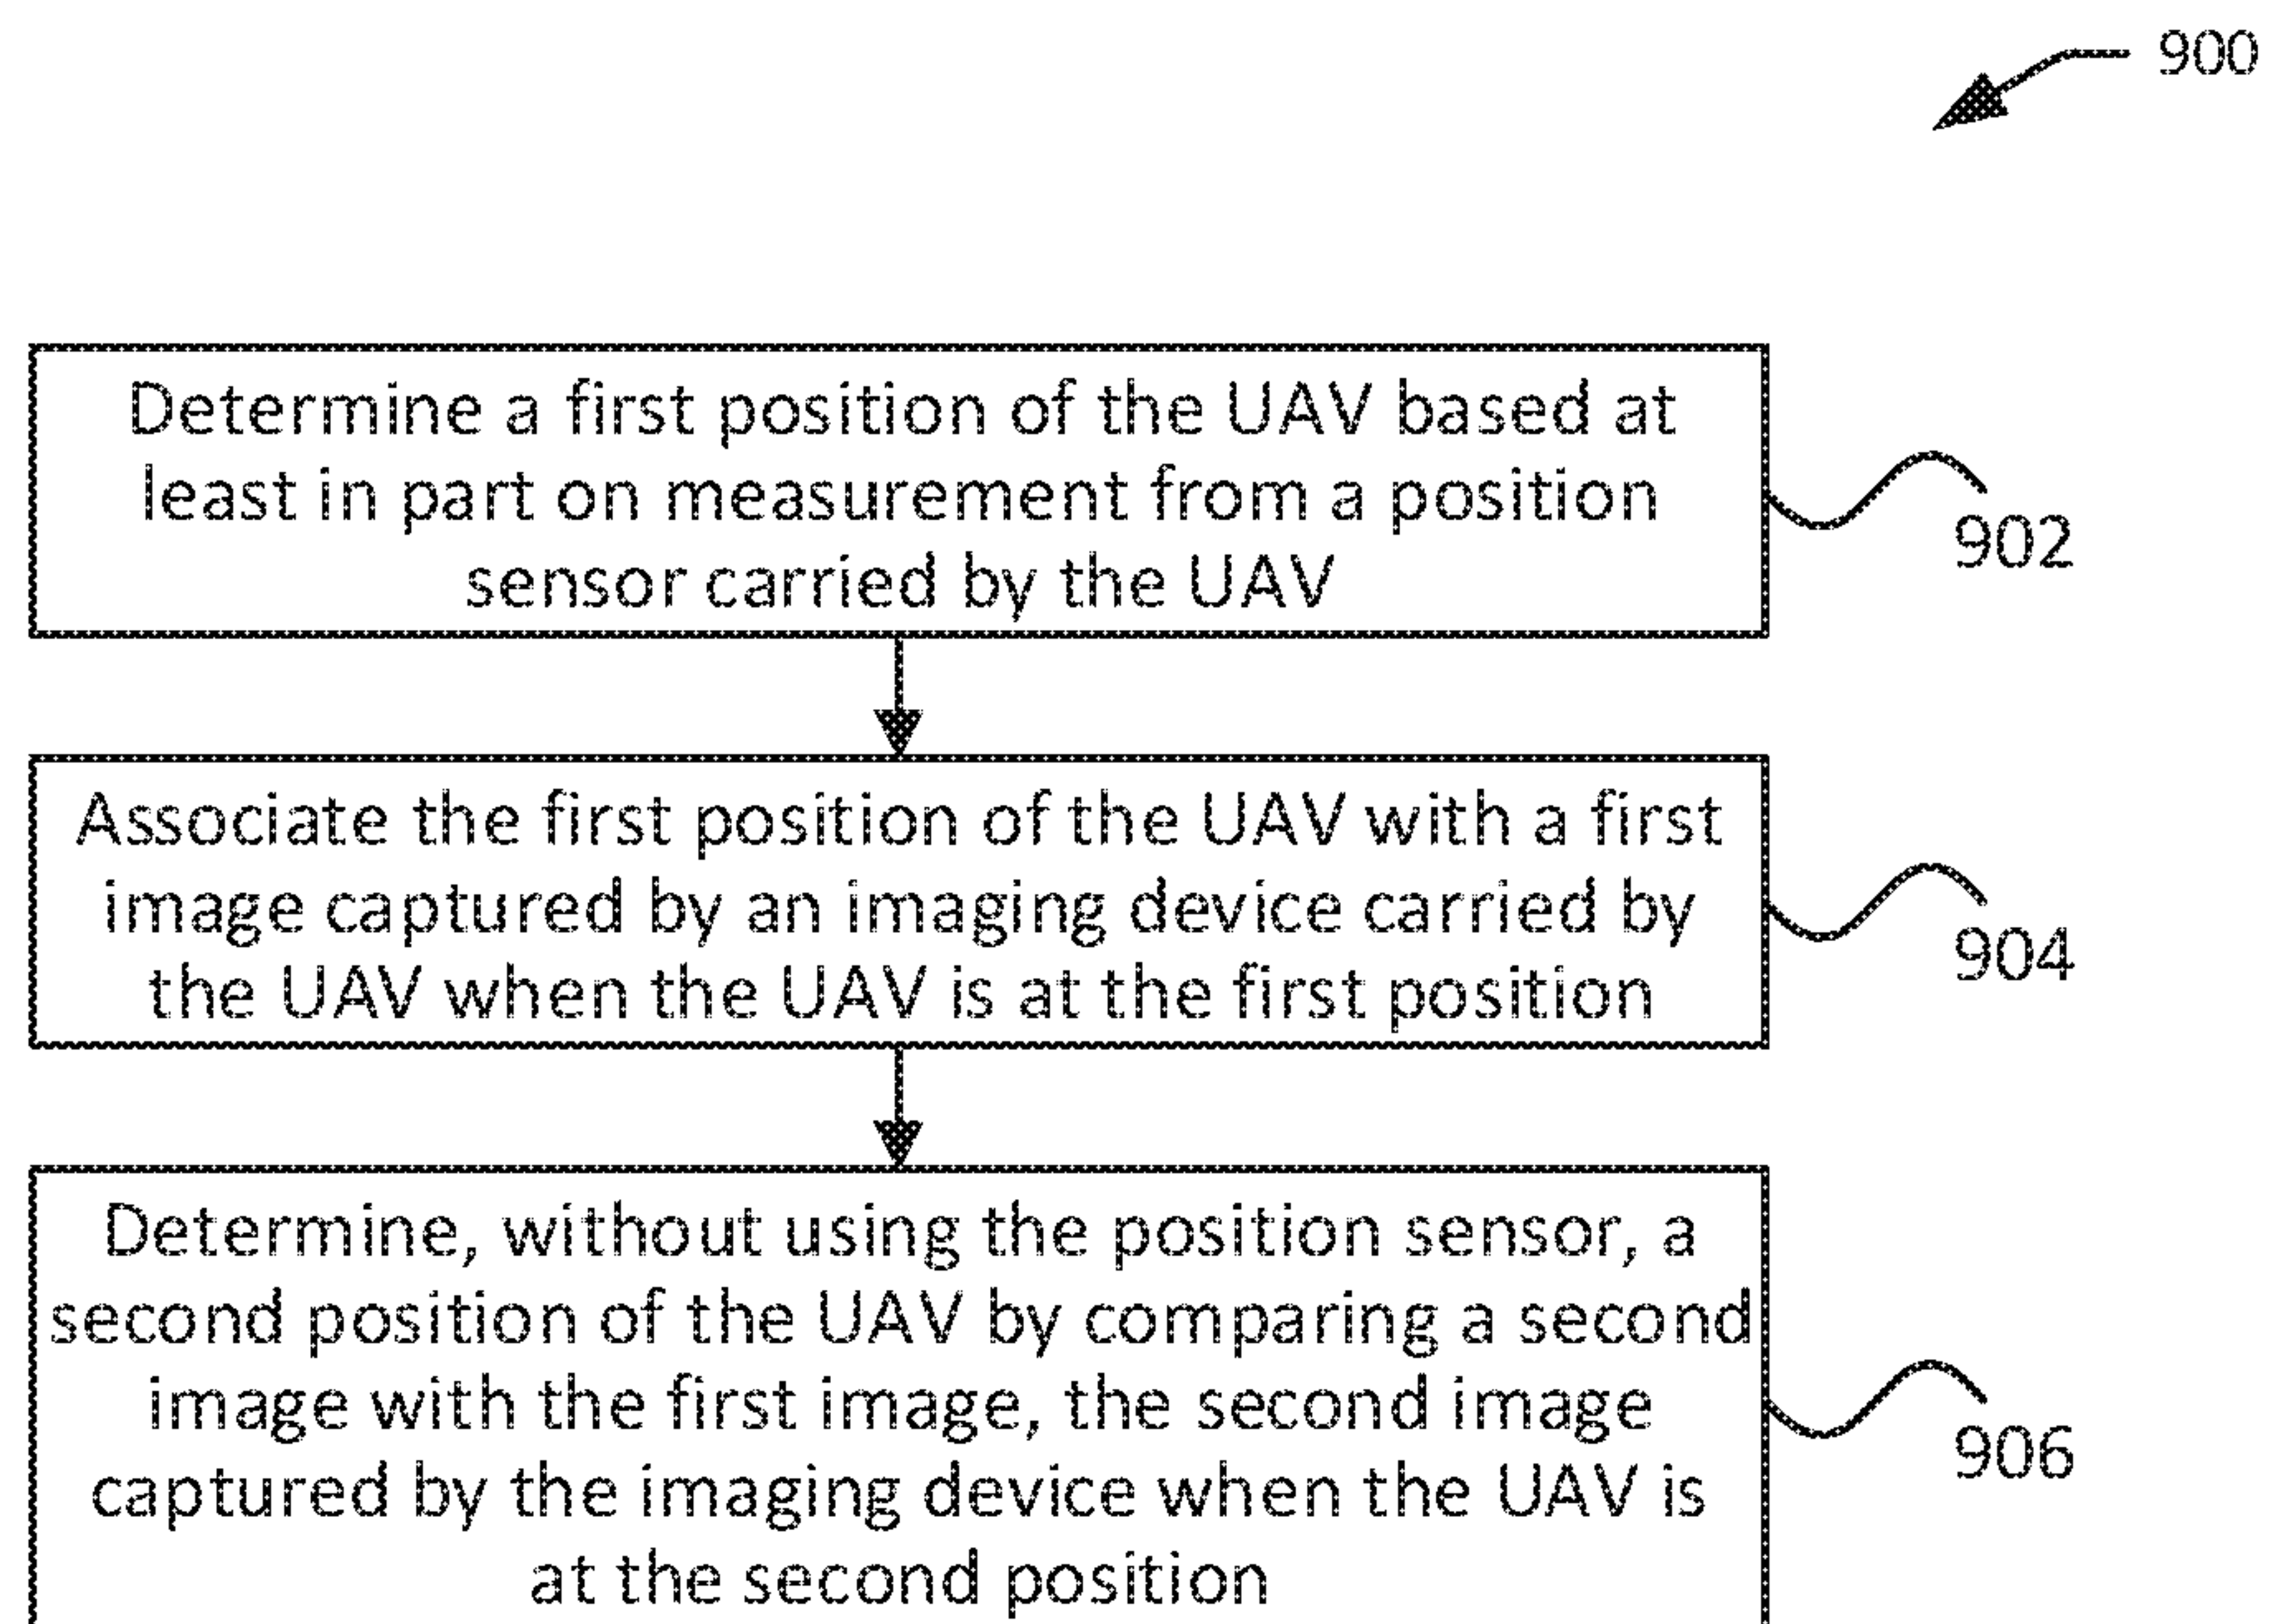 900
Determine a first position of the UAV based at
least in part on measurement from a position
sensor carried by the UAV
902
Associate the first position of the UAV with a first
image captured by an imaging device carried by
the UAV when the UAV is at the first position
904
Determine, without using the position sensor, a
second position of the UAV by comparing a second
image with the first image, the second image
captured by the imaging device when the UAV is
at the second position
906